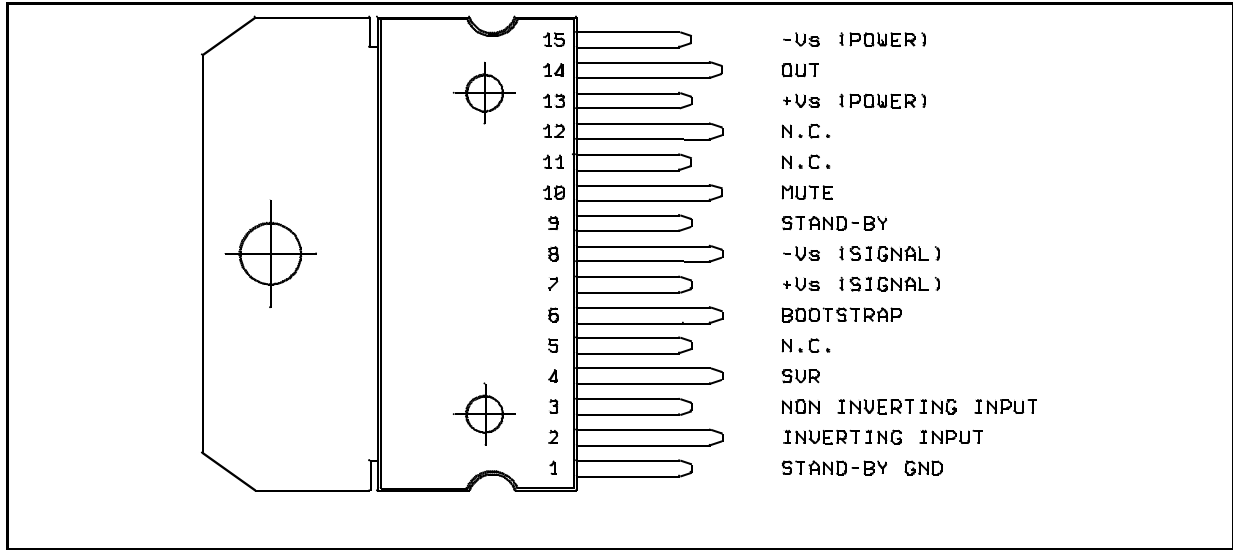 15 -Vs (POWER)
14 OUT
13 +Vs (POWER)
12 N.C.
11 N.C.
10 MUTE
9 STAND-BY
8 -Vs (SIGNAL)
7 +Vs (SIGNAL)
6 BOOTSTRAP
5 N.C.
4 SVR
3 NON INVERTING INPUT
2 INVERTING INPUT
1 STAND-BY GND